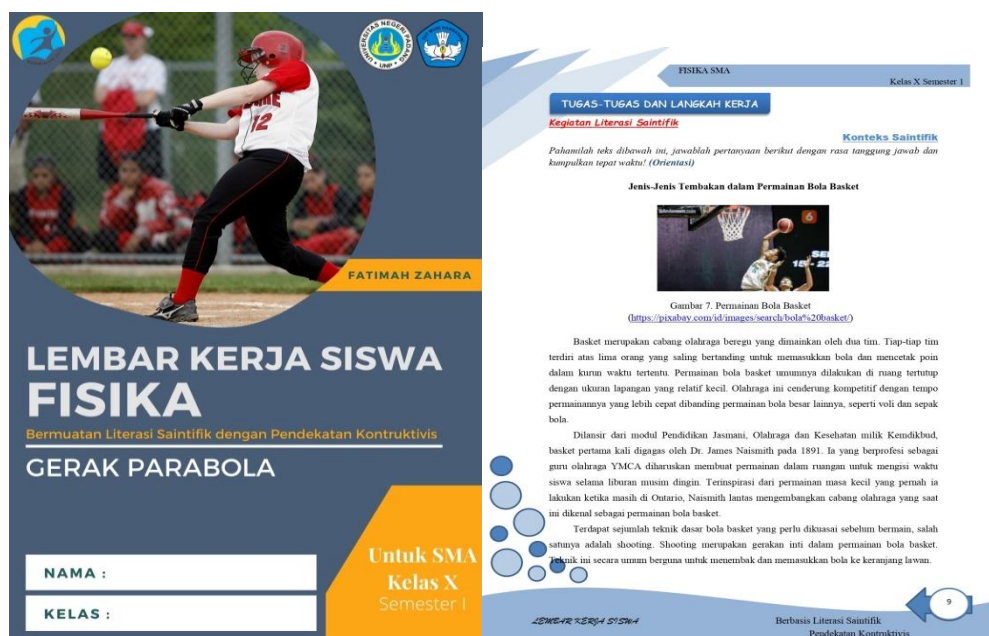 UNIVERSITAS NEGERI PADANG
UNP
12
FATIMAH ZAHARA
LEMBAR KERJA SISWA
FISIKA
Bermuatan Literasi Saintifik dengan Pendekatan Kontruktivis
GERAK PARABOLA
Untuk SMA
Kelas X
Semester I
NAMA :
KELAS :
FISIKA SMA
Kelas X Semester 1
TUGAS-TUGAS DAN LANGKAH KERJA
Kegiatan Literasi Saintifik
Konteks Saintifik
Pahamilah teks dibawah ini, jawablah pertanyaan berikut dengan rasa tanggung jawab dan
kumpulkan tepat waktu! (Orientasi)
Jenis-Jenis Tembakan dalam Permainan Bola Basket
6
Gambar 7. Permainan Bola Basket
(https://pixabay.com/id/images/search/bola%20basket/)
Basket merupakan cabang olahraga beregu yang dimainkan oleh dua tim. Tiap-tiap tim
terdiri atas lima orang yang saling bertanding untuk memasukkan bola dan mencetak poin
dalam kurun waktu tertentu. Permainan bola basket umumnya dilakukan di ruang tertutup
dengan ukuran lapangan yang relatif kecil. Olahraga ini cenderung kompetitif dengan tempo
permainannya yang lebih cepat dibanding permainan bola besar lainnya, seperti voli dan sepak
bola.
Dilansir dari modul Pendidikan Jasmani, Olahraga dan Kesehatan milik Kemdikbud,
basket pertama kali digagas oleh Dr. James Naismith pada 1891. Ia yang berprofesi sebagai
guru olahraga YMCA diharuskan membuat permainan dalam ruangan untuk mengisi waktu
siswa selama liburan musim dingin. Terinspirasi dari permainan masa kecil yang pernah ia
lakukan ketika masih di Ontario, Naismith lantas mengembangkan cabang olahraga yang saat
ini dikenal sebagai permainan bola basket.
Terdapat sejumlah teknik dasar bola basket yang perlu dikuasai sebelum bermain, salah
satunya adalah shooting. Shooting merupakan gerakan inti dalam permainan bola basket.
Teknik ini secara umum berguna untuk menembak dan memasukkan bola ke keranjang lawan.
9
LEMBAR KERJA SISWA
Berbasis Literasi Saintifik
Pendekatan Kontruktivis